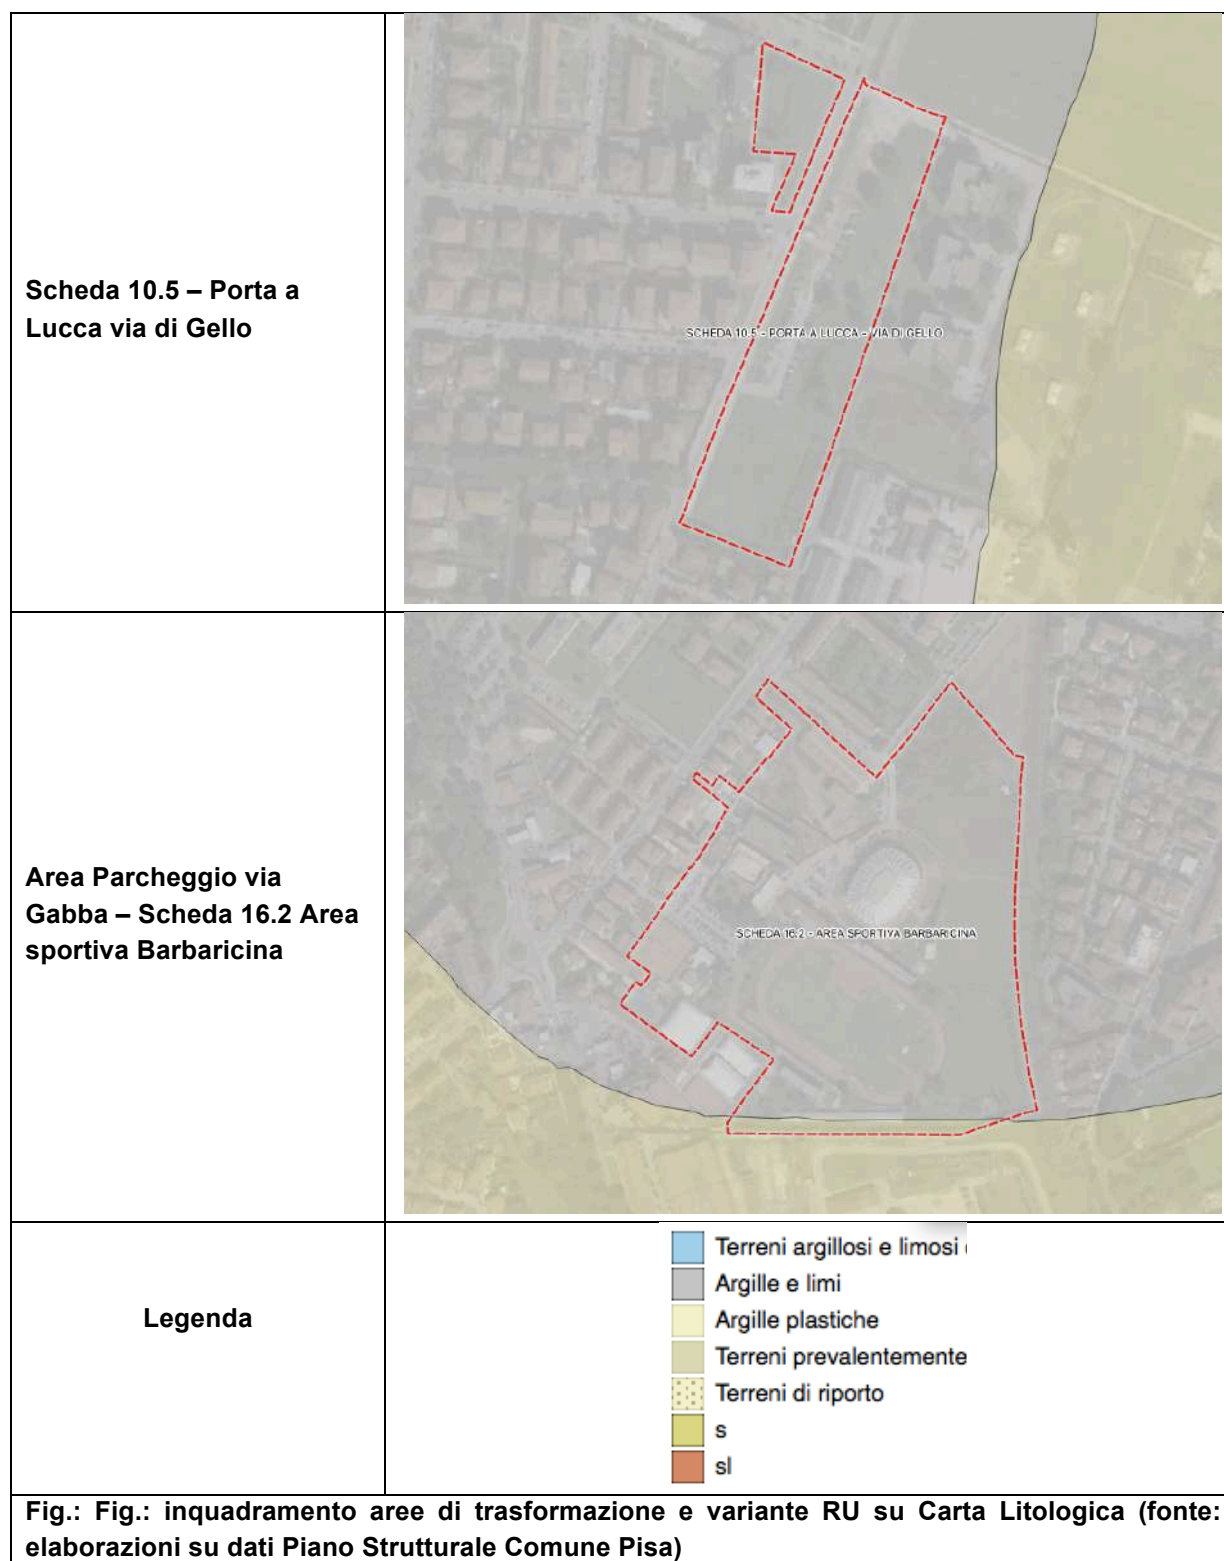 Scheda 10.5 – Porta a
Lucca via di Gello
SCHEDA 10.5 - PORTA A LUCCA - VIA DI GELLO
Area Parcheggio via
Gabba – Scheda 16.2 Area
sportiva Barbaricina
SCHEDA 16.2 - AREA SPORTIVA BARBARICINA
Legenda
Terreni argillosi e limosi
Argille e limi
Argille plastiche
Terreni prevalentemente
Terreni di riporto
s
sl
Fig.: Fig.: inquadramento aree di trasformazione e variante RU su Carta Litologica (fonte:
elaborazioni su dati Piano Strutturale Comune Pisa)